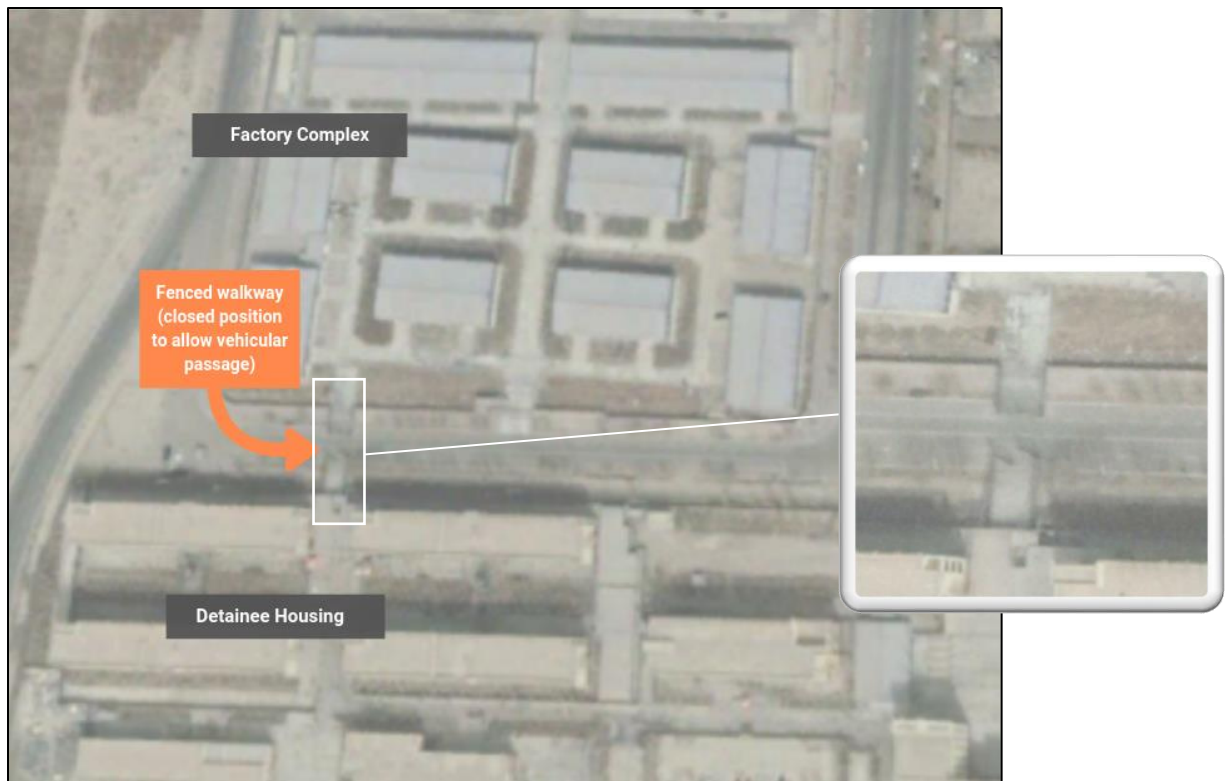 Factory Complex
Fenced walkway
(closed position
to allow vehicular
passage)
Detainee Housing